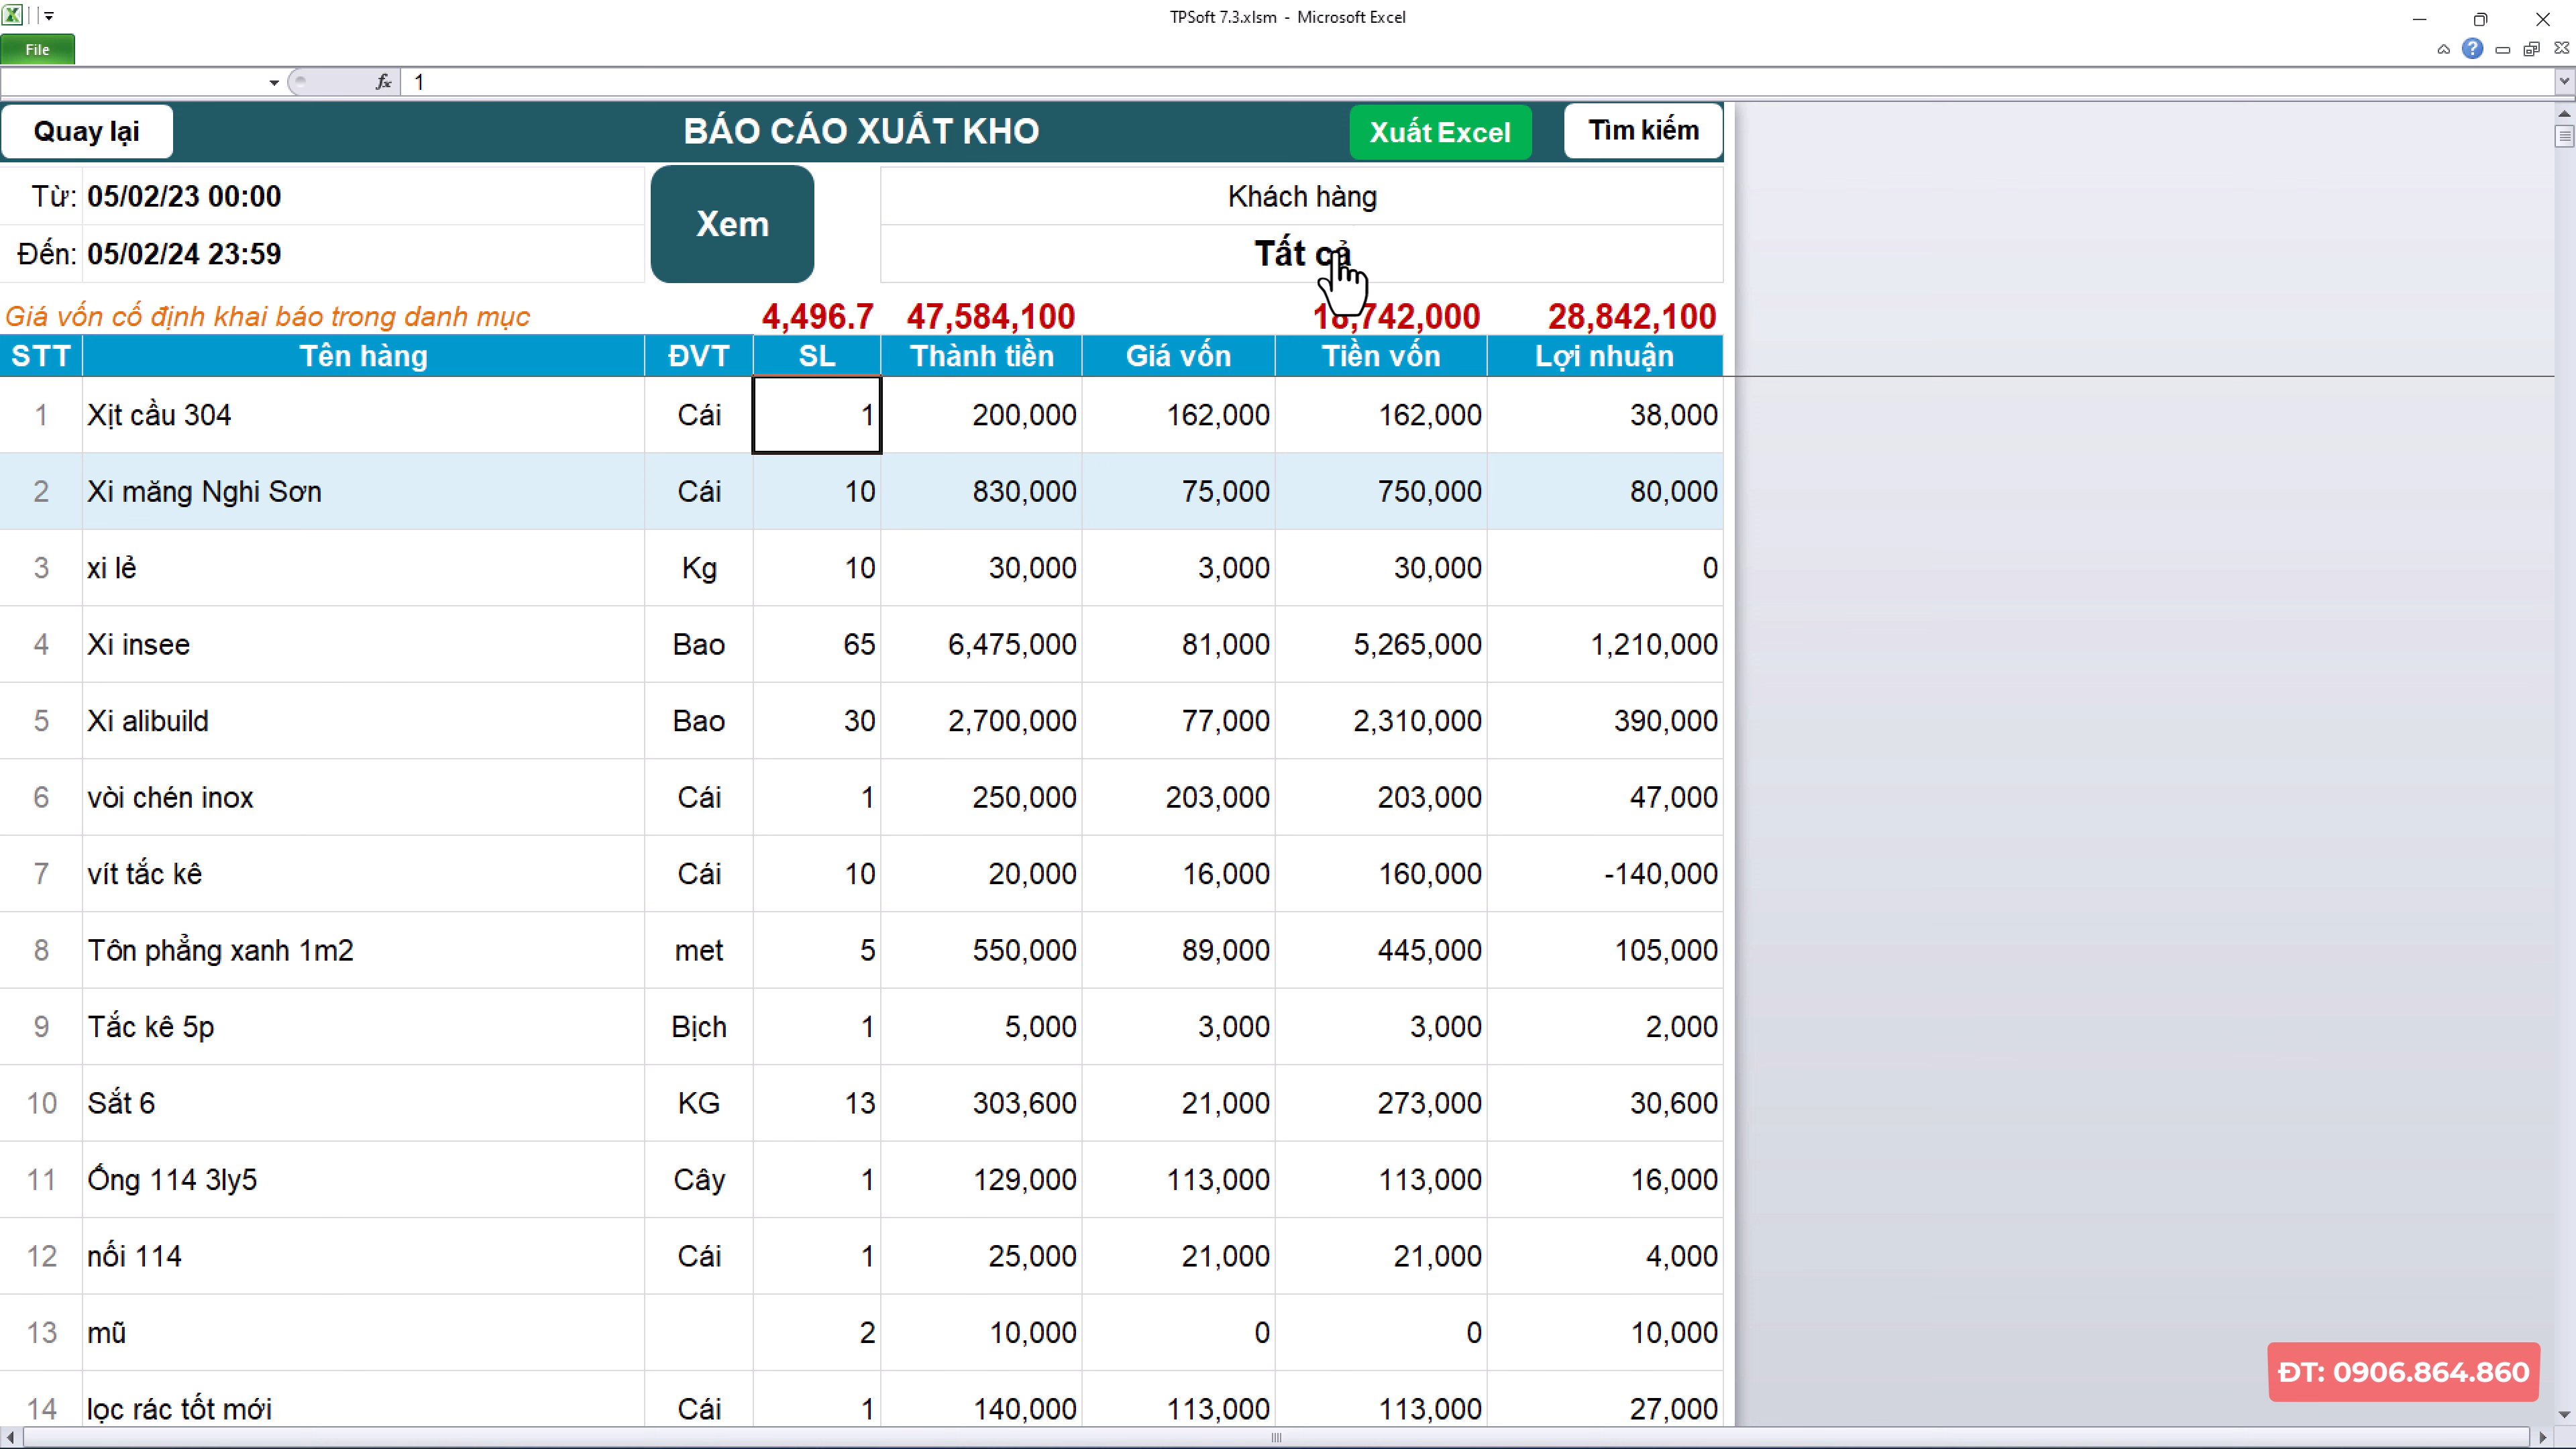 TPSoft 7.3.xlsm - Microsoft Excel
File
fx 1
Quay lại BÁO CÁO XUẤT KHO Xuất Excel Tìm kiếm
Từ: 05/02/23 00:00 Xem Khách hàng
Đến: 05/02/24 23:59 Tất cả
Giá vốn cố định khai báo trong danh mục 4,496.7 47,584,100 18,742,000 28,842,100
STT Tên hàng ĐVT SL Thành tiền Giá vốn Tiền vốn Lợi nhuận
1 Xịt cầu 304 Cái 1 200,000 162,000 162,000 38,000
2 Xi măng Nghi Sơn Cái 10 830,000 75,000 750,000 80,000
3 xi lẻ Kg 10 30,000 3,000 30,000 0
4 Xi insee Bao 65 6,475,000 81,000 5,265,000 1,210,000
5 Xi alibuild Bao 30 2,700,000 77,000 2,310,000 390,000
6 vòi chén inox Cái 1 250,000 203,000 203,000 47,000
7 vít tắc kê Cái 10 20,000 16,000 160,000 -140,000
8 Tôn phẳng xanh 1m2 met 5 550,000 89,000 445,000 105,000
9 Tắc kê 5p Bịch 1 5,000 3,000 3,000 2,000
10 Sắt 6 KG 13 303,600 21,000 273,000 30,600
11 Ống 114 3ly5 Cây 1 129,000 113,000 113,000 16,000
12 nối 114 Cái 1 25,000 21,000 21,000 4,000
13 mũ 2 10,000 0 0 10,000
14 lọc rác tốt mới Cái 1 140,000 113,000 113,000 27,000
ĐT: 0906.864.860